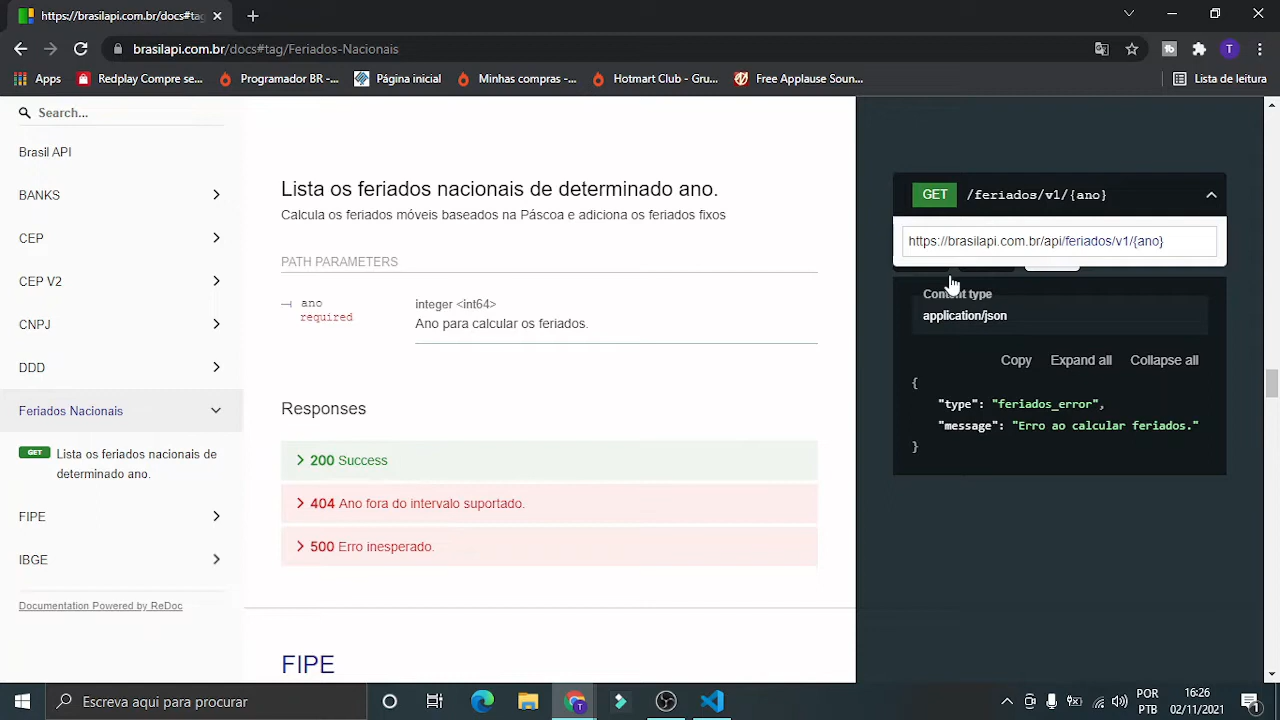 https://brasilapi.com.br/docs#tag
brasilapi.com.br/docs#tag/Feriados-Nacionais
T
Apps
Redplay Compre se...
Programador BR -...
Página inicial
Minhas compras -...
Hotmart Club - Gru...
Free Applause Soun...
Lista de leitura
Search...
Brasil API
BANKS
CEP
CEP V2
CNPJ
DDD
Feriados Nacionais
GET Lista os feriados nacionais de
determinado ano.
FIPE
IBGE
Documentation Powered by ReDoc
Lista os feriados nacionais de determinado ano.
Calcula os feriados móveis baseados na Páscoa e adiciona os feriados fixos
PATH PARAMETERS
ano
required
integer <int64>
Ano para calcular os feriados.
Responses
200 Success
404 Ano fora do intervalo suportado.
500 Erro inesperado.
FIPE
GET /feriados/v1/{ano}
https://brasilapi.com.br/api/feriados/v1/{ano}
Content type
application/json
Copy Expand all Collapse all
{
"type": "feriados_error",
"message": "Erro ao calcular feriados."
}
Escreva aqui para pesquisar
T
POR
PTB
16:26
02/11/2021
1